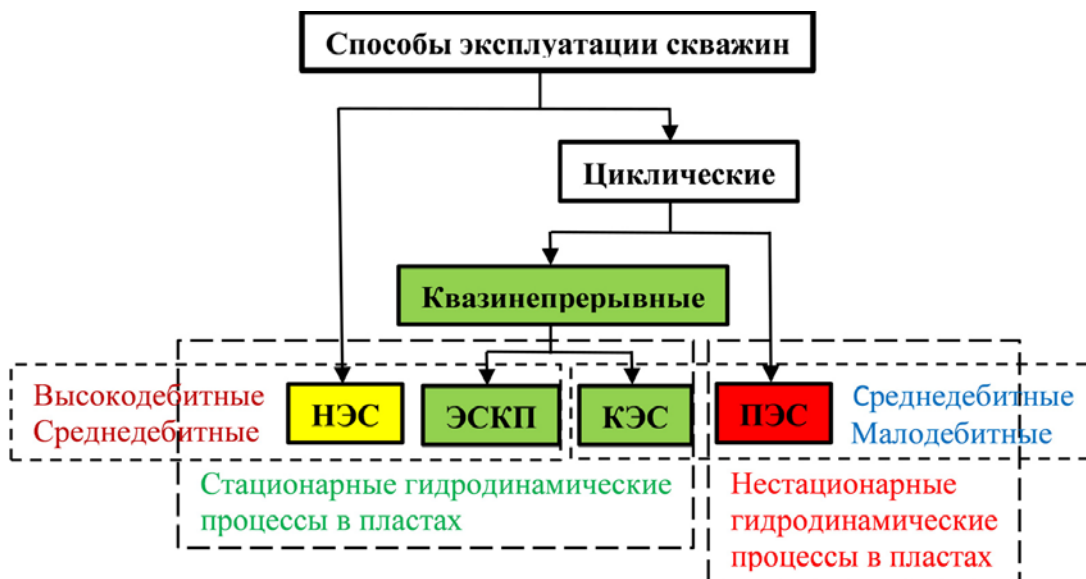 Способы эксплуатации скважин
Циклические
Квазинепрерывные
Высокодебитные
Среднедебитные
НЭС
ЭСКП
КЭС
ПЭС
Среднедебитные
Малодебитные
Стационарные гидродинамические
процессы в пластах
Нестационарные
гидродинамические
процессы в пластах